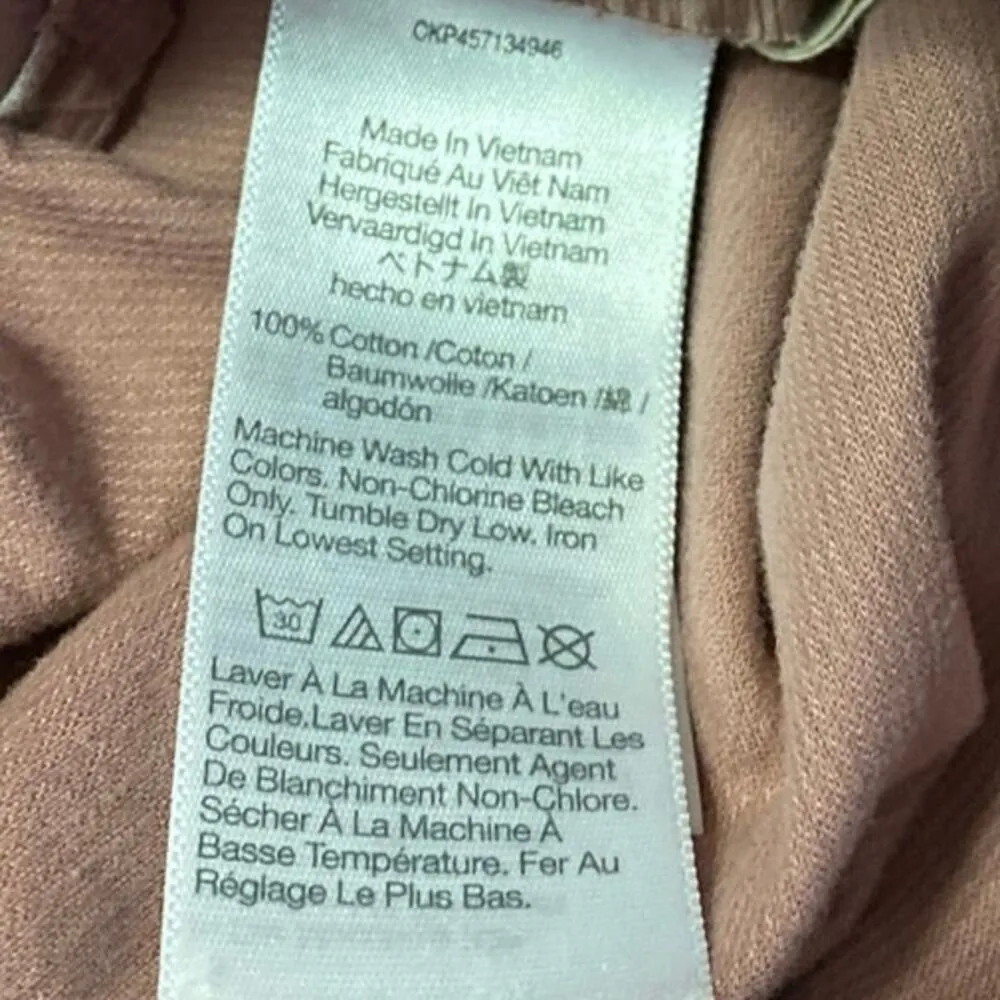 CKP457134946
Made In Vietnam
Fabriqué Au Viêt Nam
Hergestellt In Vietnam
Vervaardigd In Vietnam
ベトナム製
hecho en vietnam
100% Cotton /Coton /
Baumwolle /Katoen /綿 /
algodón
Machine Wash Cold With Like
Colors. Non-Chlorine Bleach
Only. Tumble Dry Low. Iron
On Lowest Setting.
30
Laver À La Machine À L'eau
Froide.Laver En Séparant Les
Couleurs. Seulement Agent
De Blanchiment Non-Chlore.
Sécher À La Machine À
Basse Température. Fer Au
Réglage Le Plus Bas.